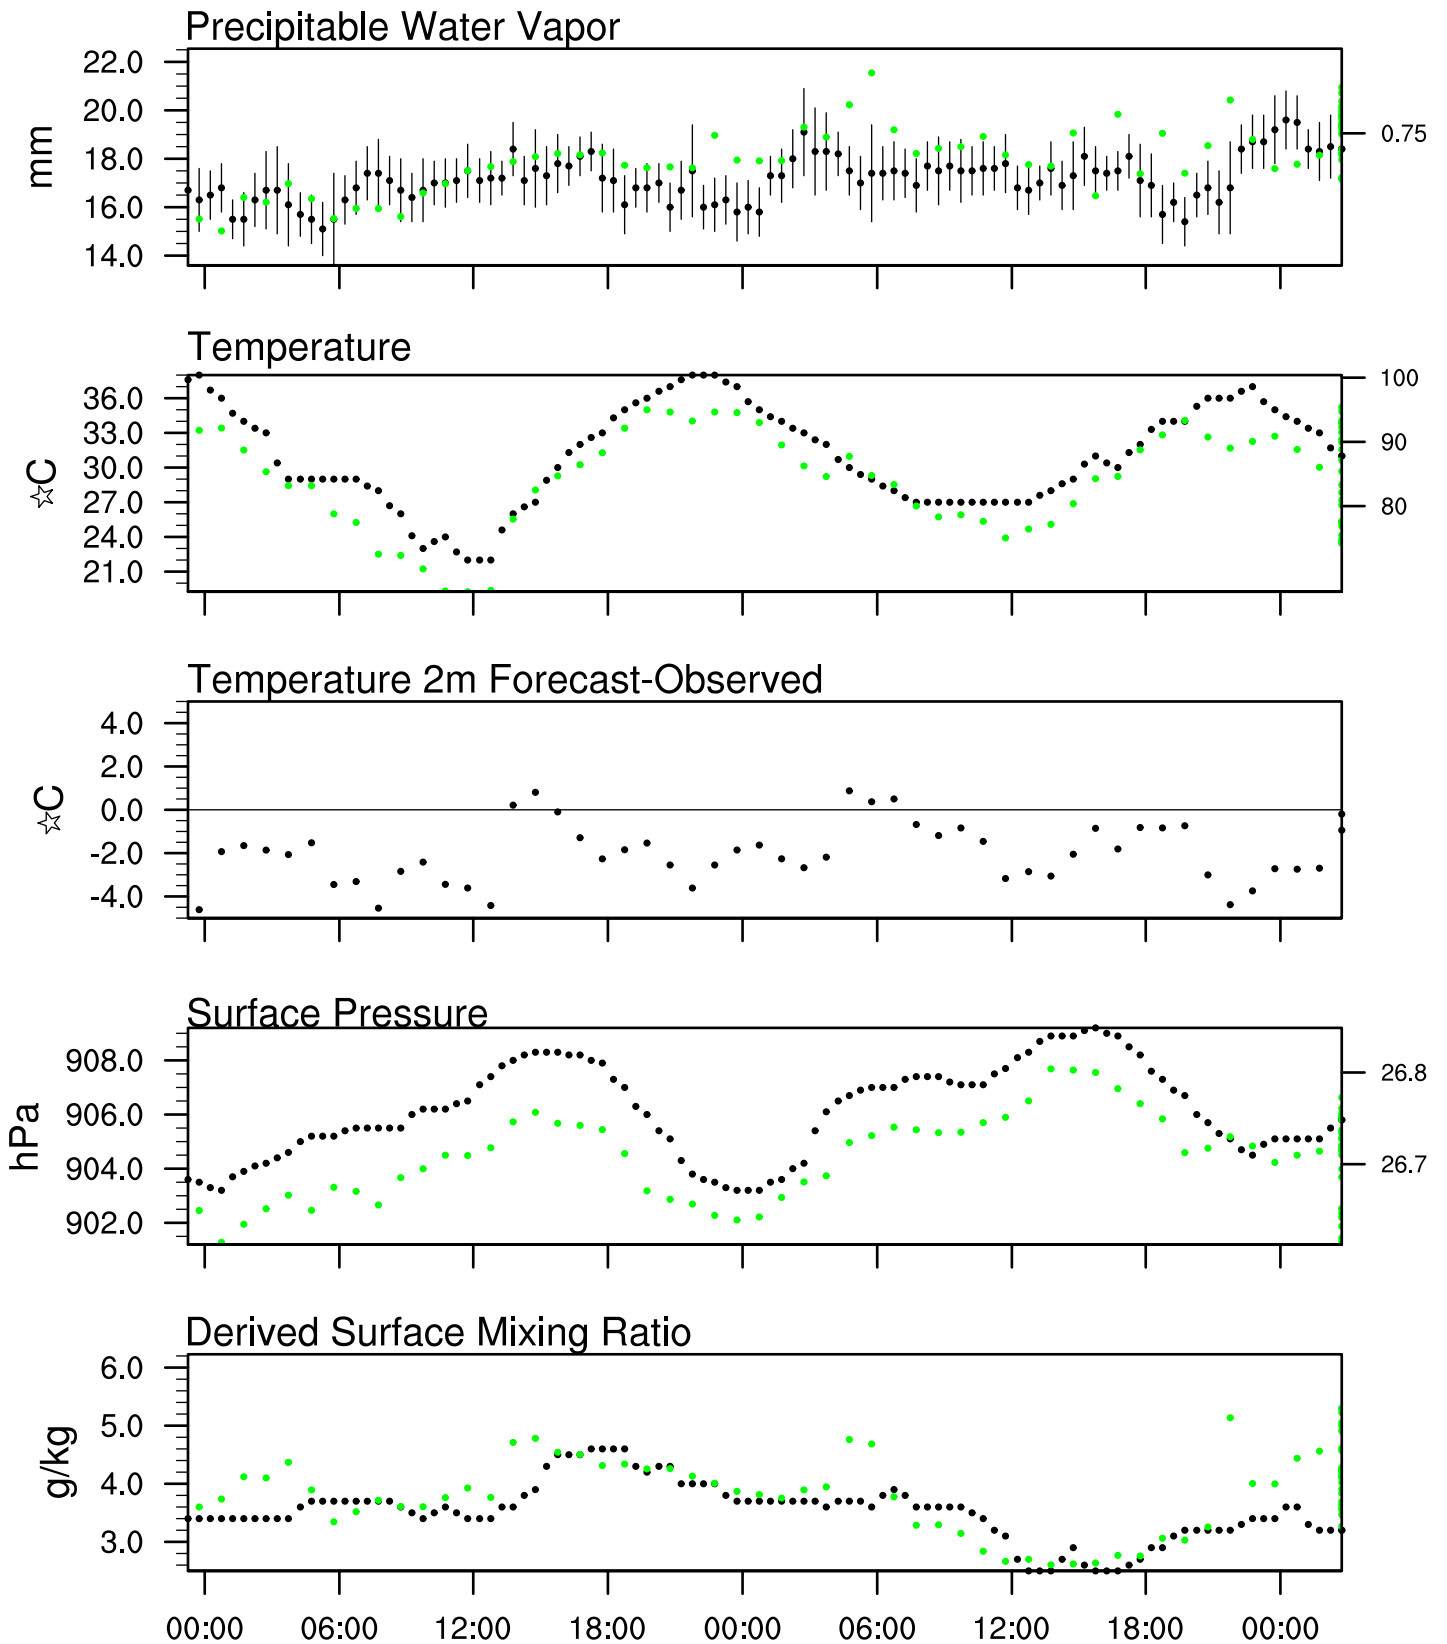 Precipitable Water Vapor
22.0
20.0
18.0
16.0
14.0
mm
0.75
Temperature
36.0
33.0
30.0
27.0
24.0
21.0
☆C
100
90
80
Temperature 2m Forecast-Observed
4.0
2.0
0.0
-2.0
-4.0
☆C
Surface Pressure
908.0
906.0
904.0
902.0
hPa
26.8
26.7
Derived Surface Mixing Ratio
6.0
5.0
4.0
3.0
g/kg
00:00 06:00 12:00 18:00 00:00 06:00 12:00 18:00 00:00